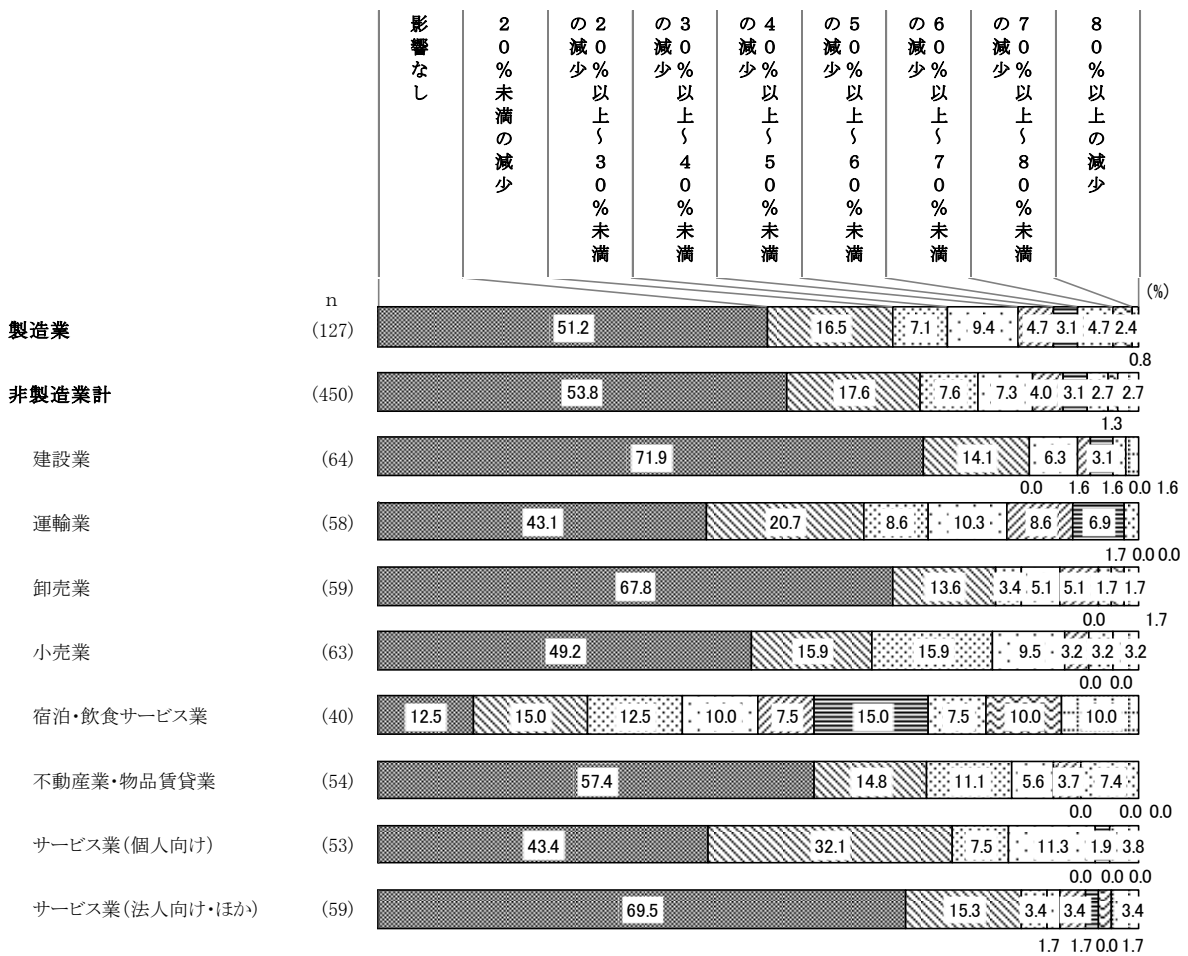 影響なし
20%未満の減少
20%以上～30%未満
の減少
30%以上～40%未満
の減少
40%以上～50%未満
の減少
50%以上～60%未満
の減少
60%以上～70%未満
の減少
70%以上～80%未満
の減少
80%以上の減少
(%)
n
製造業 (127) 51.2 16.5 7.1 9.4 4.7 3.1 4.7 2.4
0.8
非製造業計 (450) 53.8 17.6 7.6 7.3 4.0 3.1 2.7 2.7
1.3
建設業 (64) 71.9 14.1 6.3 3.1
0.0 1.6 1.6 0.0 1.6
運輸業 (58) 43.1 20.7 8.6 10.3 8.6 6.9
1.7 0.0 0.0
卸売業 (59) 67.8 13.6 3.4 5.1 5.1 1.7 1.7
0.0 1.7
小売業 (63) 49.2 15.9 15.9 9.5 3.2 3.2 3.2
0.0 0.0
宿泊・飲食サービス業 (40) 12.5 15.0 12.5 10.0 7.5 15.0 7.5 10.0 10.0
不動産業・物品賃貸業 (54) 57.4 14.8 11.1 5.6 3.7 7.4
0.0 0.0 0.0
サービス業(個人向け) (53) 43.4 32.1 7.5 11.3 1.9 3.8
0.0 0.0 0.0
サービス業(法人向け・ほか) (59) 69.5 15.3 3.4 3.4 3.4
1.7 1.7 0.0 1.7